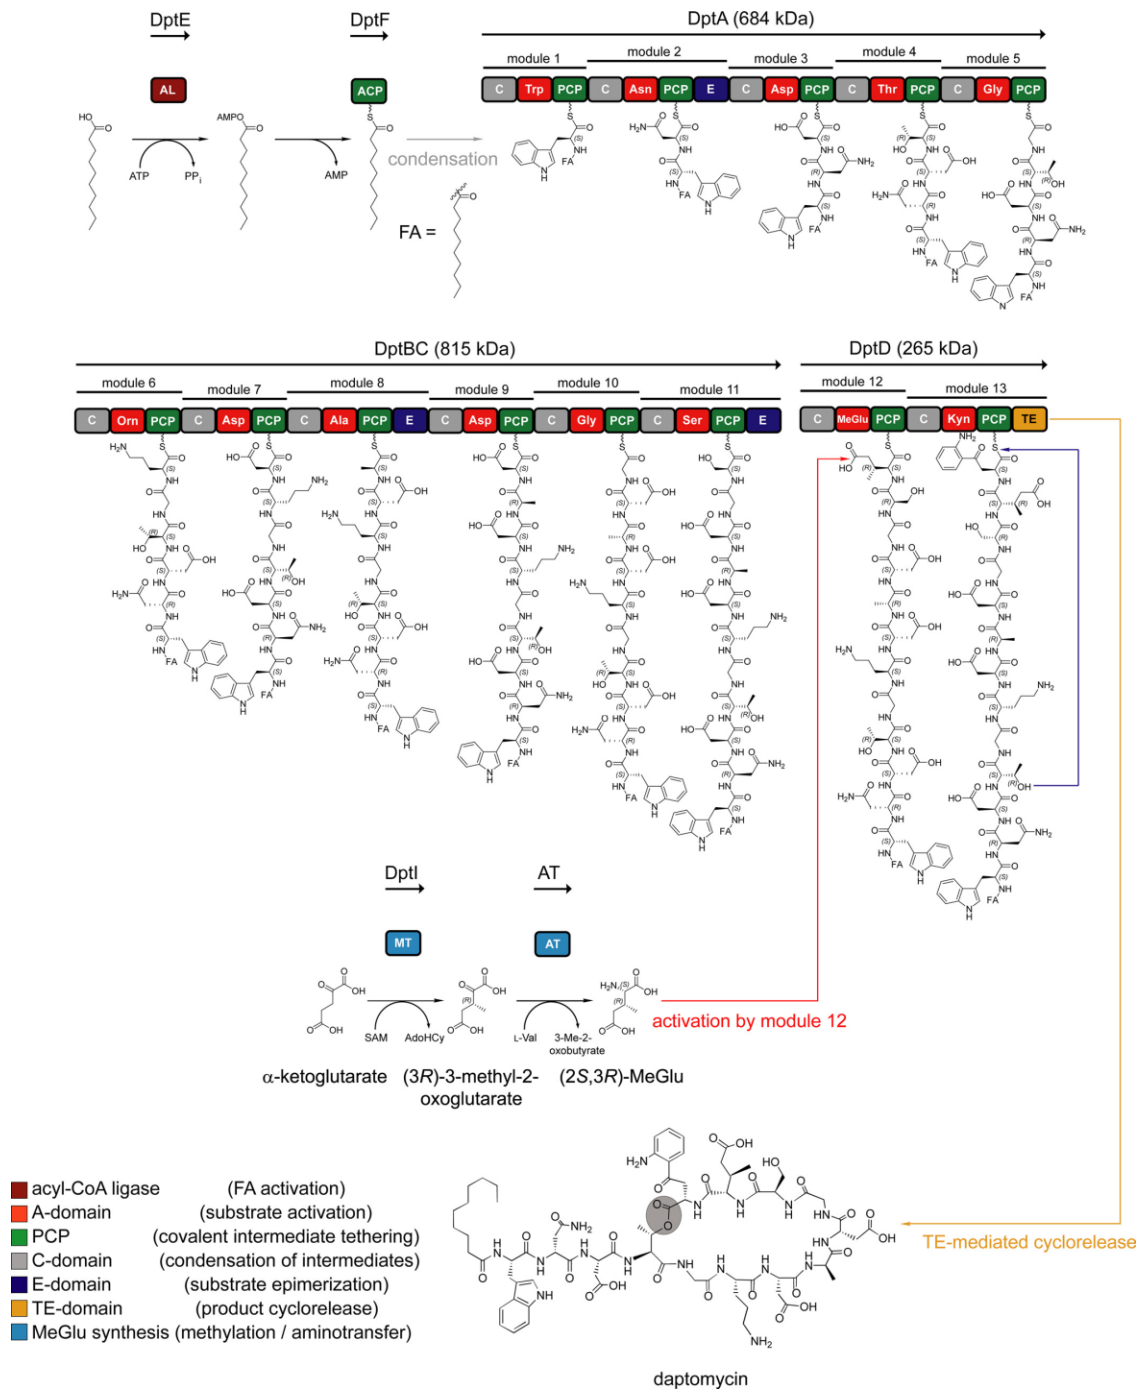 DptE
DptF
DptA (684 kDa)
module 1
module 2
module 3
module 4
module 5
AL
ACP
C Trp PCP C Asn PCP E C Asp PCP C Thr PCP C Gly PCP
ATP
PPi
AMP
condensation
FA =
DptBC (815 kDa)
DptD (265 kDa)
module 6
module 7
module 8
module 9
module 10
module 11
module 12
module 13
C Orn PCP C Asp PCP C Ala PCP E C Asp PCP C Gly PCP C Ser PCP E
C MeGlu PCP C Kyn PCP TE
DptI
AT
MT
AT
SAM
AdoHCy
L-Val
3-Me-2-
oxobutyrate
activation by module 12
α-ketoglutarate
(3R)-3-methyl-2-
oxoglutarate
(2S,3R)-MeGlu
acyl-CoA ligase (FA activation)
A-domain (substrate activation)
PCP (covalent intermediate tethering)
C-domain (condensation of intermediates)
E-domain (substrate epimerization)
TE-domain (product cyclorelease)
MeGlu synthesis (methylation / aminotransfer)
TE-mediated cyclorelease
daptomycin